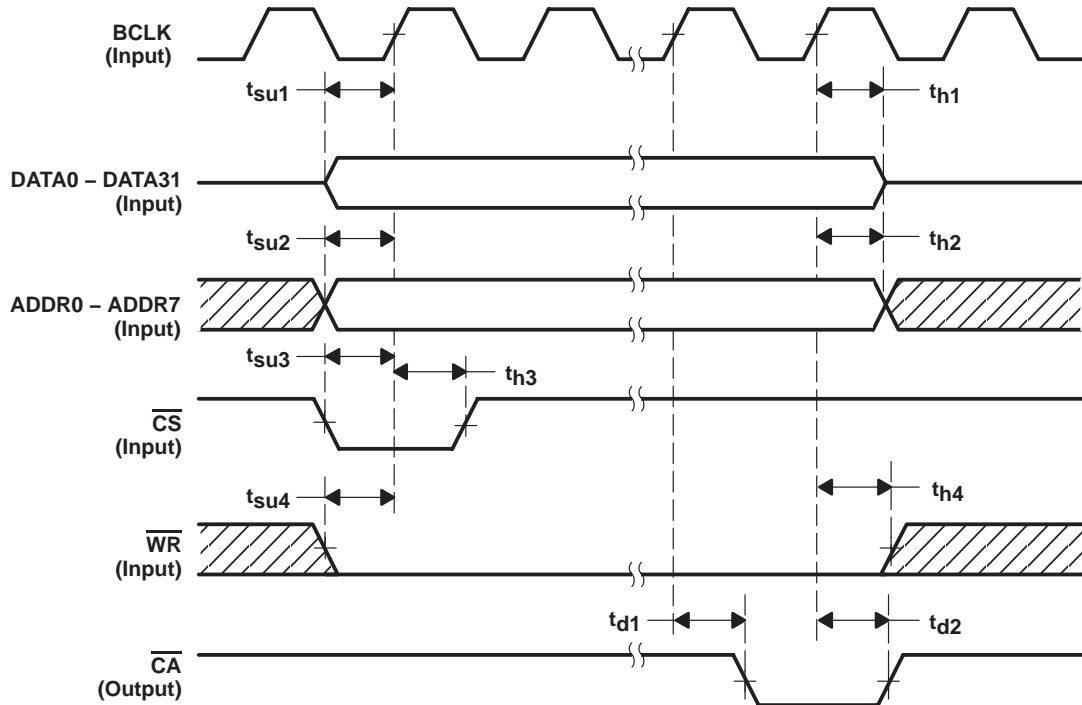 BCLK
(Input)
tsu1
th1
DATA0 – DATA31
(Input)
tsu2
th2
ADDR0 – ADDR7
(Input)
tsu3
th3
CS
(Input)
tsu4
th4
WR
(Input)
td1
td2
CA
(Output)